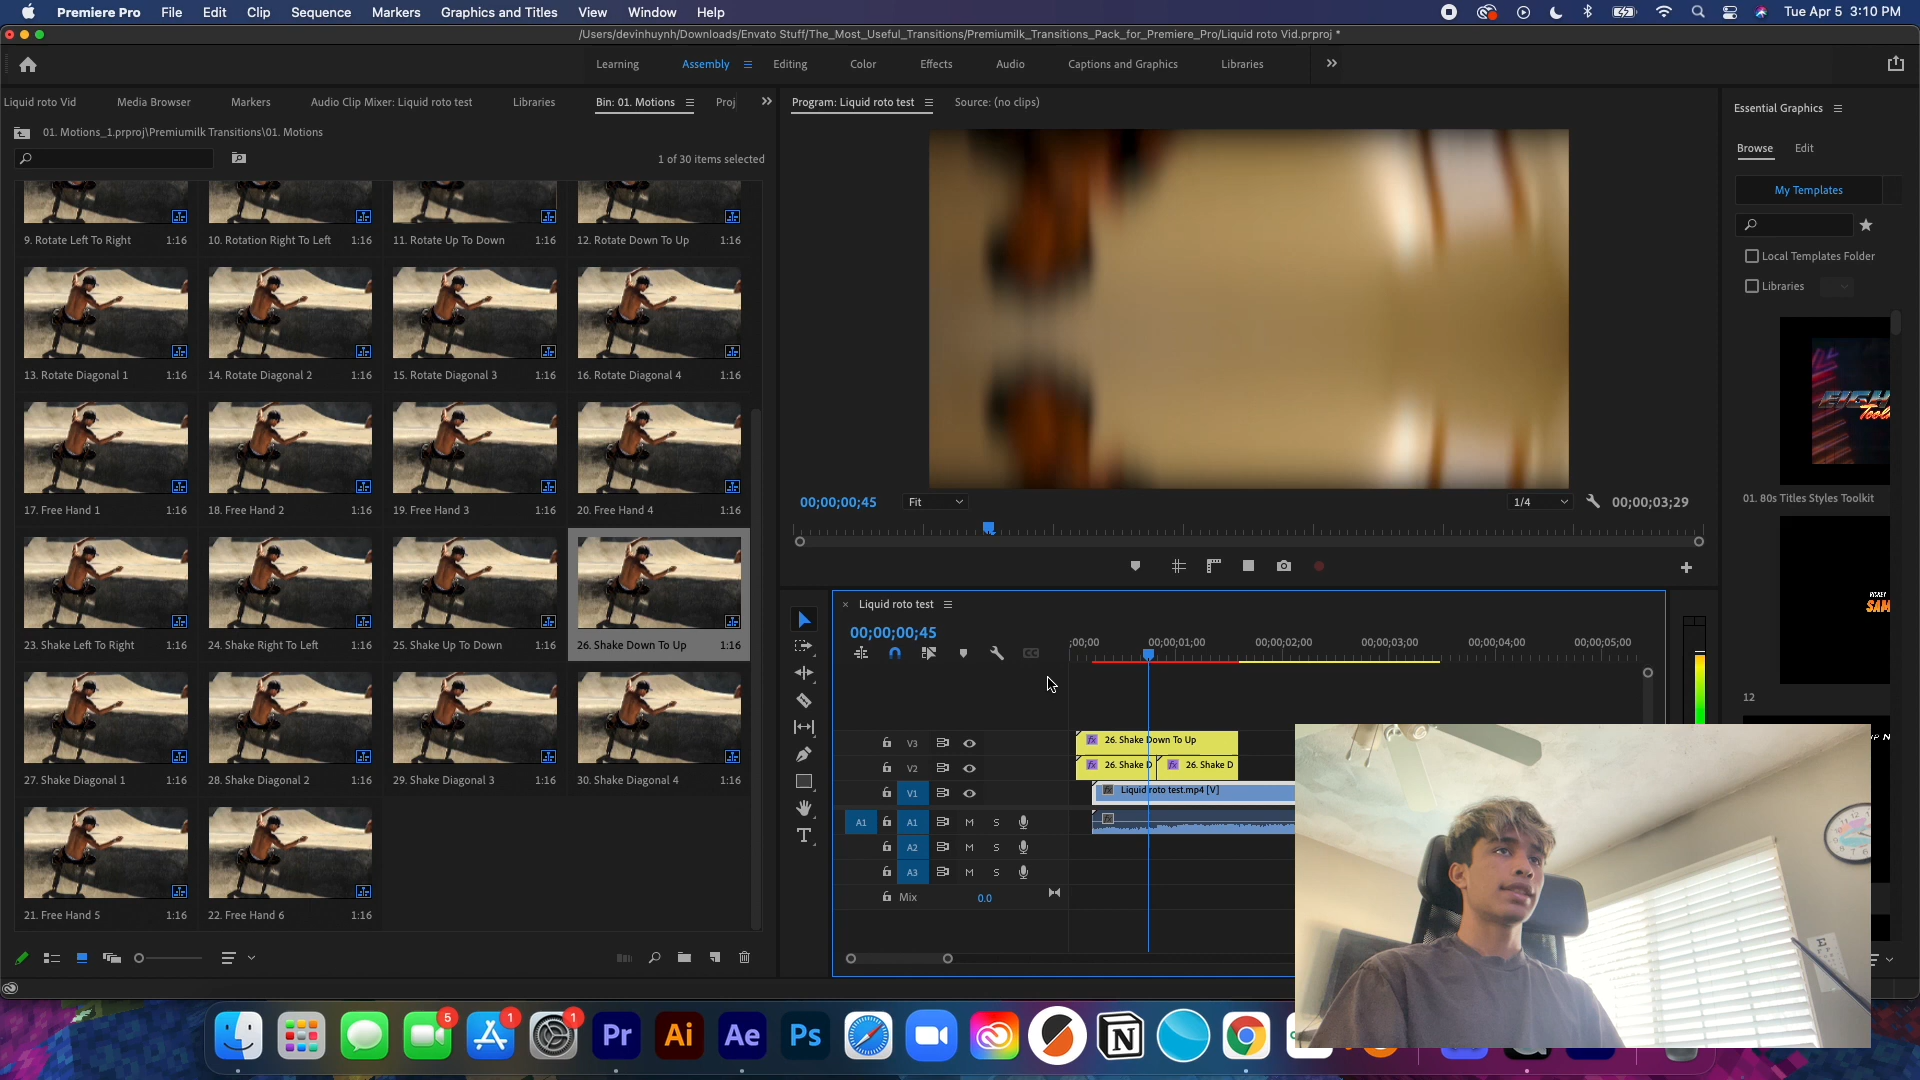 Premiere Pro File Edit Clip Sequence Markers Graphics and Titles View Window Help Tue Apr 5 3:10 PM
/Users/devinhuynh/Downloads/Envato Stuff/The_Most_Useful_Transitions/Premiumilk_Transitions_Pack_for_Premiere_Pro/Liquid roto Vid.prproj *
Learning Assembly Editing Color Effects Audio Captions and Graphics Libraries
Liquid roto Vid Media Browser Markers Audio Clip Mixer: Liquid roto test Libraries Bin: 01. Motions Proj
01. Motions_1.prproj\Premiumilk Transitions\01. Motions
1 of 30 items selected
9. Rotate Left To Right 1:16 10. Rotation Right To Left 1:16 11. Rotate Up To Down 1:16 12. Rotate Down To Up 1:16
13. Rotate Diagonal 1 1:16 14. Rotate Diagonal 2 1:16 15. Rotate Diagonal 3 1:16 16. Rotate Diagonal 4 1:16
17. Free Hand 1 1:16 18. Free Hand 2 1:16 19. Free Hand 3 1:16 20. Free Hand 4 1:16
23. Shake Left To Right 1:16 24. Shake Right To Left 1:16 25. Shake Up To Down 1:16 26. Shake Down To Up 1:16
27. Shake Diagonal 1 1:16 28. Shake Diagonal 2 1:16 29. Shake Diagonal 3 1:16 30. Shake Diagonal 4 1:16
21. Free Hand 5 1:16 22. Free Hand 6 1:16
Program: Liquid roto test Source: (no clips)
00;00;00;45 Fit 1/4 00;00;03;29
Liquid roto test
00;00;00;45
;00;00 00;00;01;00 00;00;02;00 00;00;03;00 00;00;04;00 00;00;05;00
V3 26. Shake Down To Up
V2 26. Shake D 26. Shake D
V1 Liquid roto test.mp4 [V]
A1 A1 M S
A2 M S
A3 M S
Mix 0.0
Essential Graphics
Browse Edit
My Templates
Local Templates Folder
Libraries
01. 80s Titles Styles Toolkit
SAM
12
5 1 1
Pr Ai Ae Ps